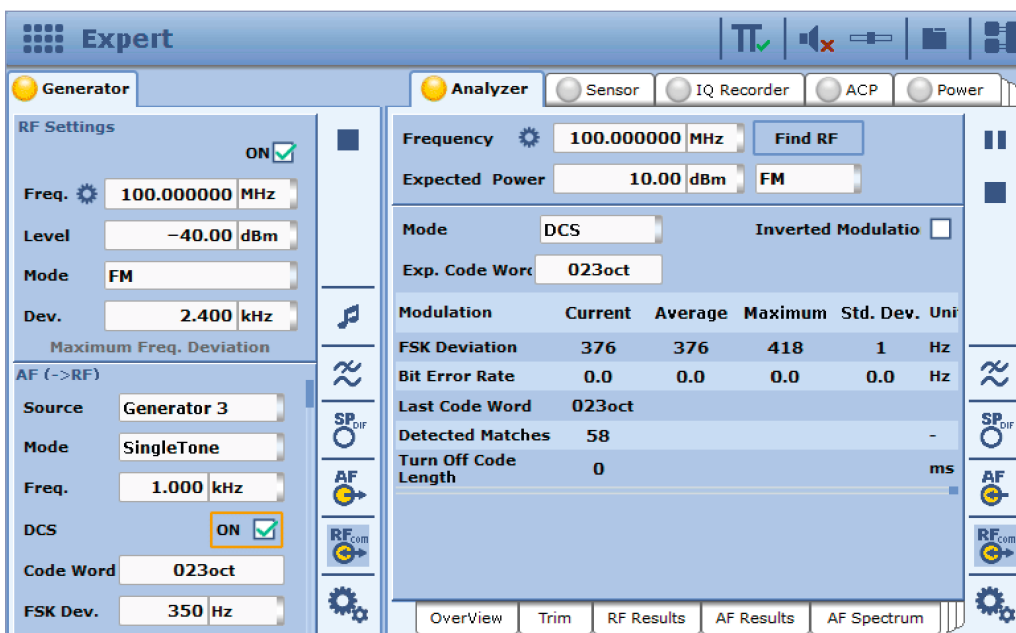 Expert
Generator
RF Settings
ON
Freq. 100.000000 MHz
Level -40.00 dBm
Mode FM
Dev. 2.400 kHz
Maximum Freq. Deviation
AF (->RF)
Source Generator 3
Mode SingleTone
Freq. 1.000 kHz
DCS ON
Code Word 023oct
FSK Dev. 350 Hz
SPDIF
AF
RFcom
Analyzer Sensor IQ Recorder ACP Power
Frequency 100.000000 MHz Find RF
Expected Power 10.00 dBm FM
Mode DCS Inverted Modulatio
Exp. Code Word 023oct
Modulation Current Average Maximum Std. Dev. Uni
FSK Deviation 376 376 418 1 Hz
Bit Error Rate 0.0 0.0 0.0 0.0 Hz
Last Code Word 023oct
Detected Matches 58 -
Turn Off Code
Length 0 ms
OverView Trim RF Results AF Results AF Spectrum
SPDIF
AF
RFcom